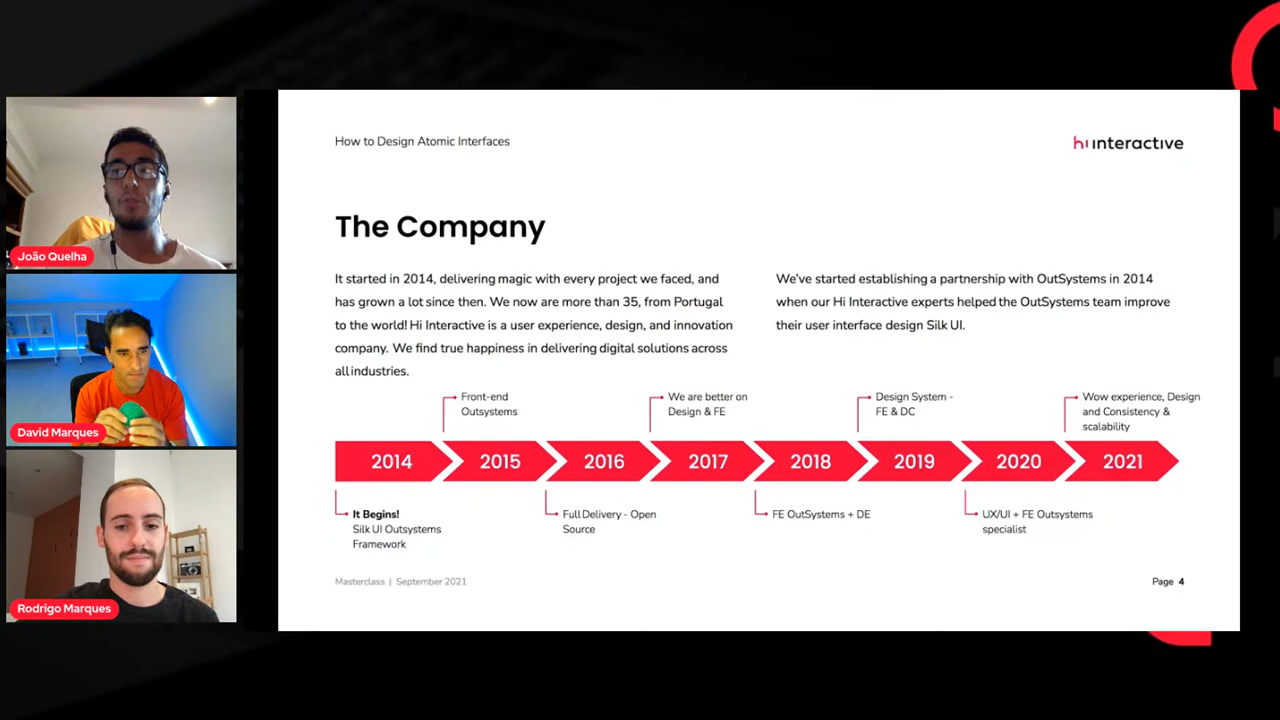 How to Design Atomic Interfaces
hi interactive
The Company
It started in 2014, delivering magic with every project we faced, and
has grown a lot since then. We now are more than 35, from Portugal
to the world! Hi Interactive is a user experience, design, and innovation
company. We find true happiness in delivering digital solutions across
all industries.
We've started establishing a partnership with OutSystems in 2014
when our Hi Interactive experts helped the OutSystems team improve
their user interface design Silk UI.
Front-end
Outsystems
We are better on
Design & FE
Design System -
FE & DC
Wow experience, Design
and Consistency &
scalability
2014
2015
2016
2017
2018
2019
2020
2021
It Begins!
Silk UI Outsystems
Framework
Full Delivery - Open
Source
FE OutSystems + DE
UX/UI + FE Outsystems
specialist
Masterclass | September 2021
Page 4
João Quelha
David Marques
Rodrigo Marques